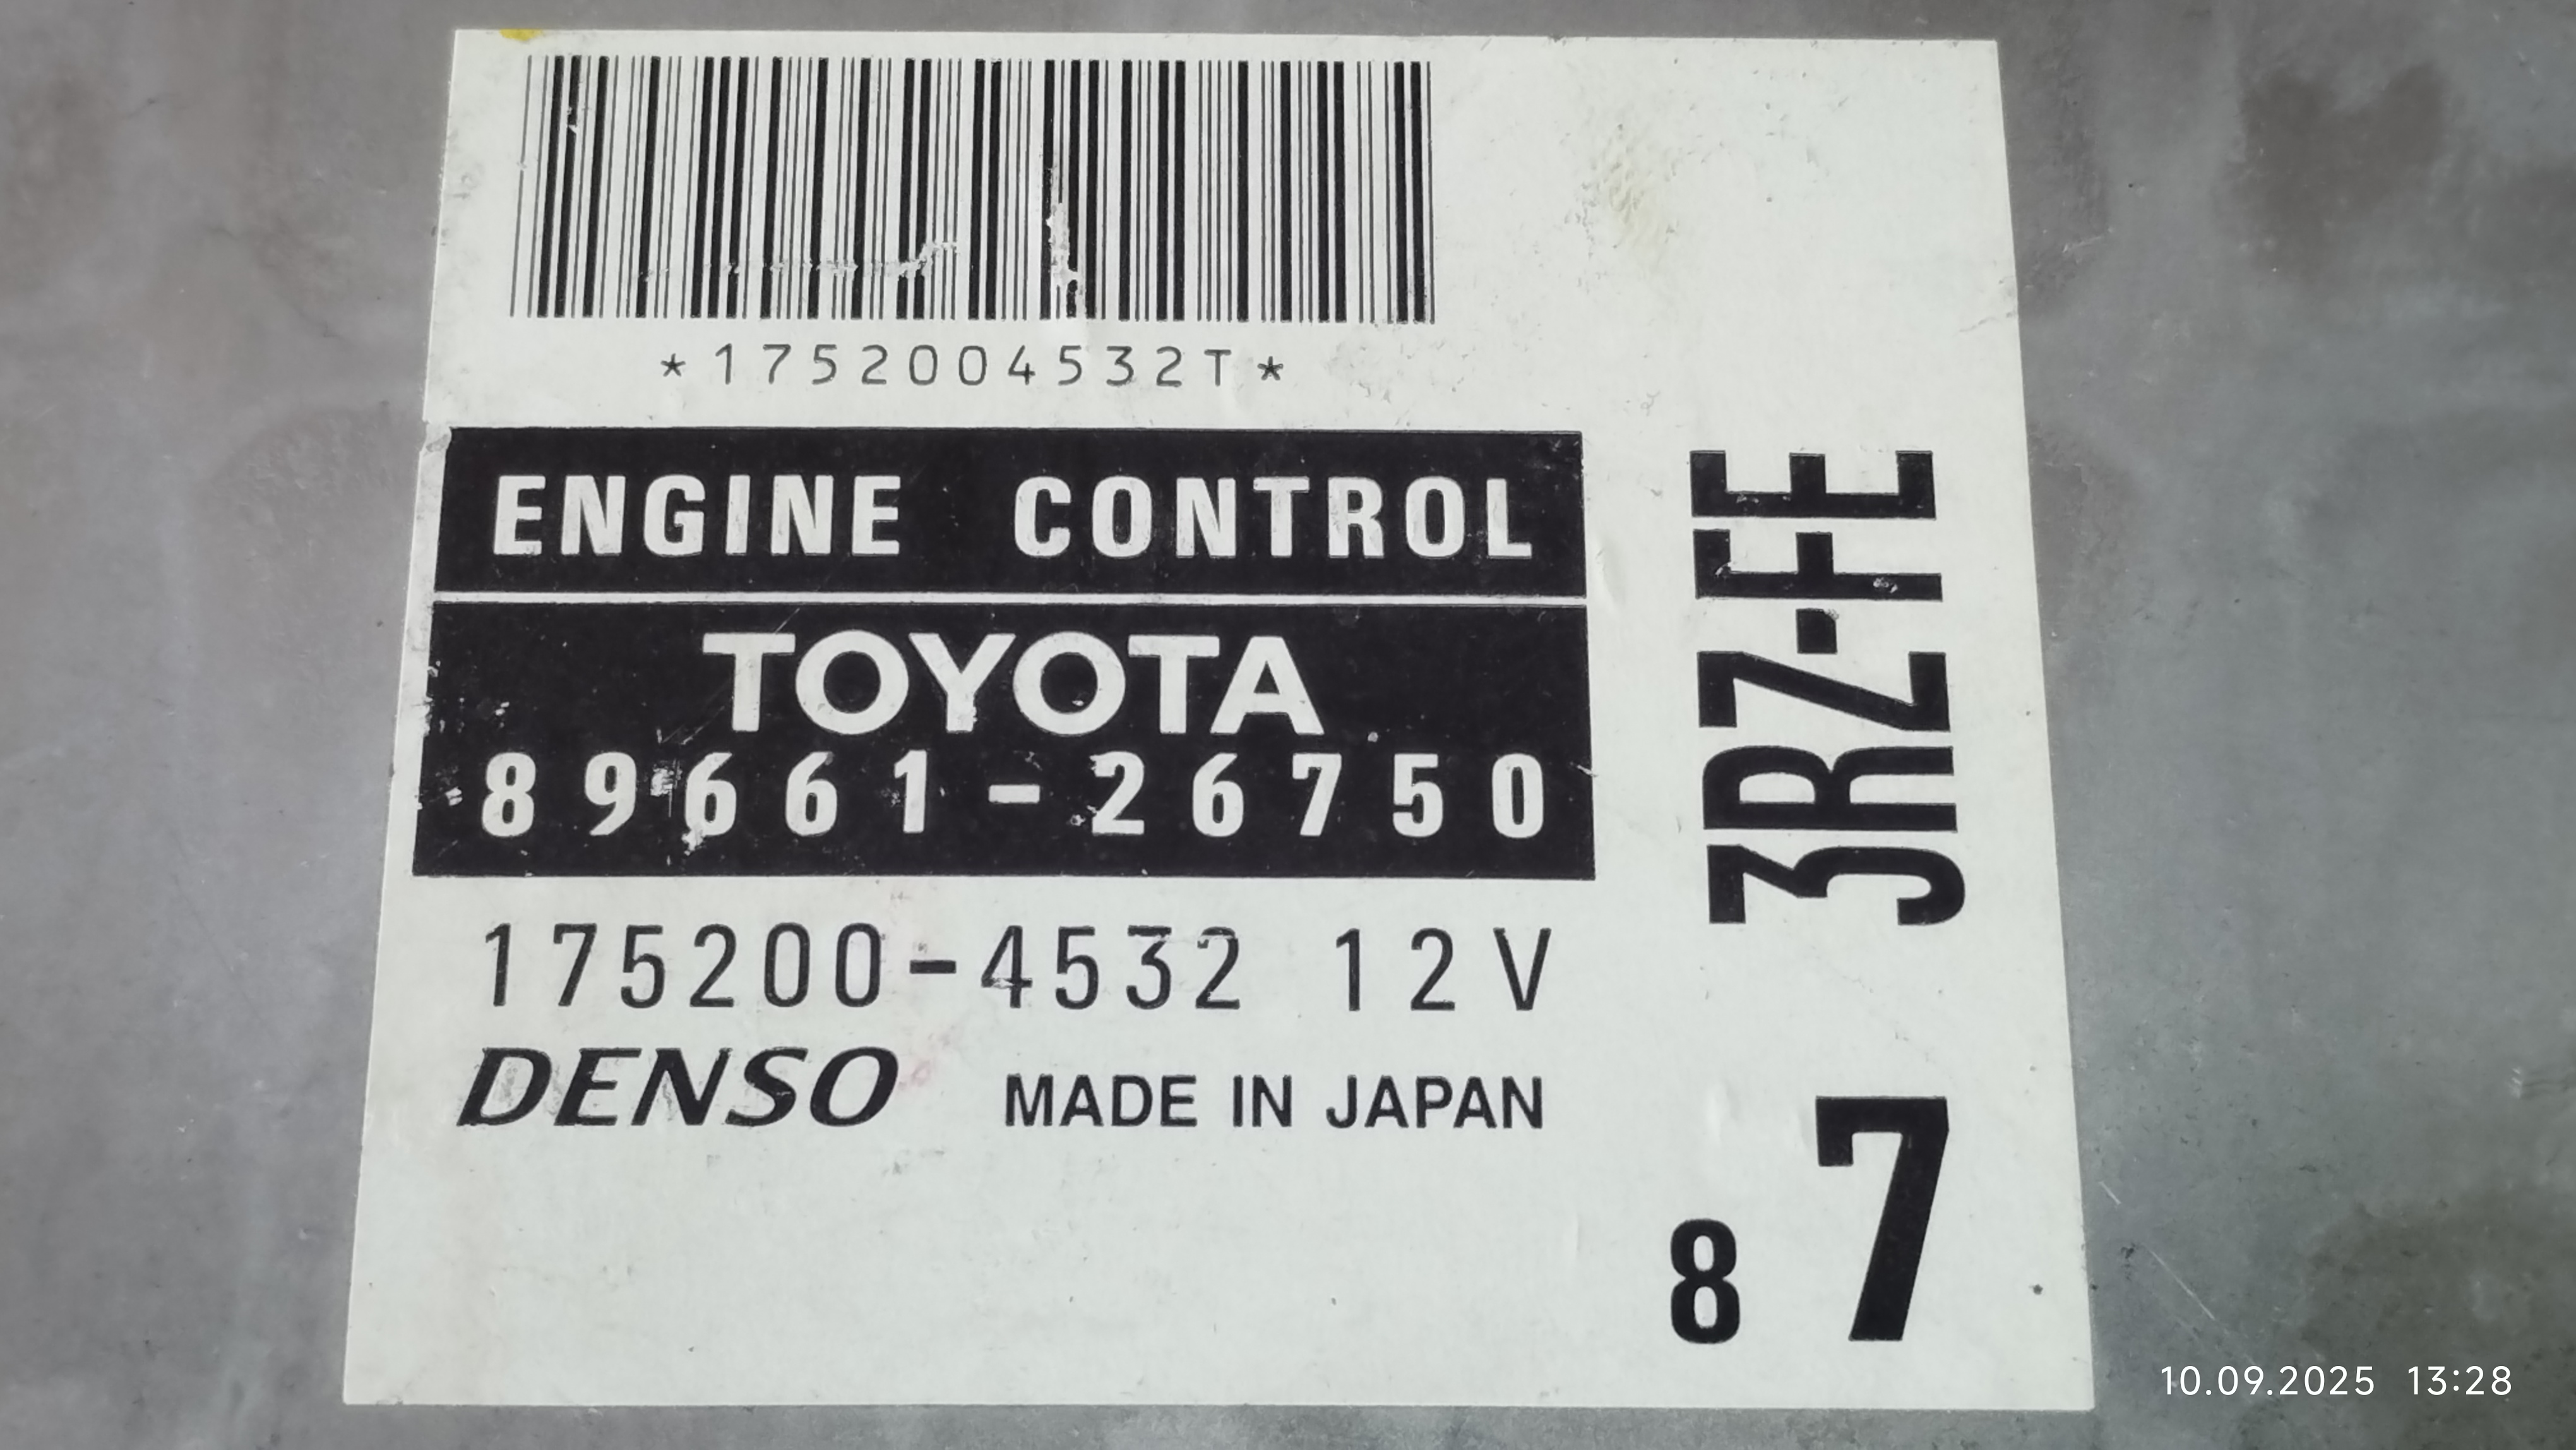 *1752004532T*
ENGINE CONTROL
TOYOTA
89661-26750
175200-4532 12V
DENSO MADE IN JAPAN
3RZ-FE
8 7
10.09.2025 13:28